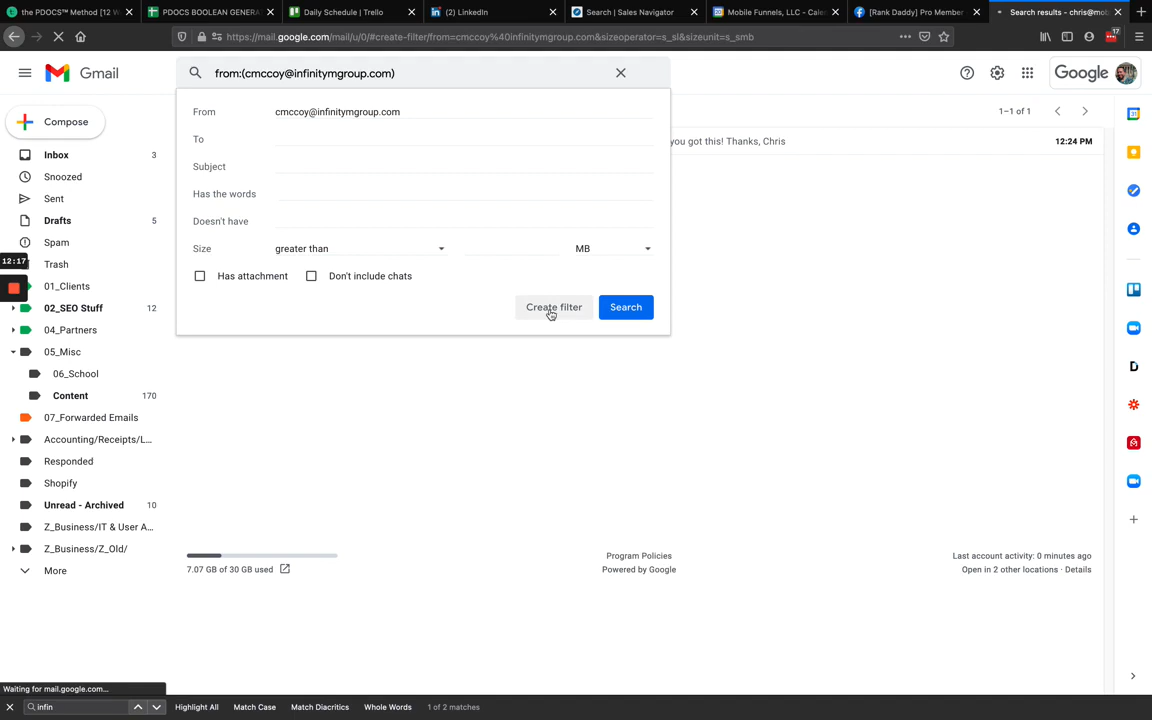 the PDOCS™ Method [12 W
PDOCS BOOLEAN GENERA
Daily Schedule | Trello
(2) LinkedIn
Search | Sales Navigator
Mobile Funnels, LLC - Cale
[Rank Daddy] Pro Member
Search results - chris@mob
https://mail.google.com/mail/u/0/#create-filter/from=cmccoy%40infinitymgroup.com&sizeoperator=s_sl&sizeunit=s_smb
17
Gmail
from:(cmccoy@infinitymgroup.com)
Google
Compose
From
cmccoy@infinitymgroup.com
1–1 of 1
To
you got this! Thanks, Chris
12:24 PM
Inbox
3
Subject
Snoozed
Has the words
Sent
Drafts
5
Doesn't have
Spam
Size
greater than
MB
12:17
Trash
Has attachment
Don't include chats
01_Clients
02_SEO Stuff
12
Create filter
Search
04_Partners
05_Misc
06_School
Content
170
07_Forwarded Emails
Accounting/Receipts/L...
Responded
Shopify
Unread - Archived
10
Z_Business/IT & User A...
Z_Business/Z_Old/
More
7.07 GB of 30 GB used
Program Policies
Powered by Google
Last account activity: 0 minutes ago
Open in 2 other locations · Details
Waiting for mail.google.com...
infin
Highlight All
Match Case
Match Diacritics
Whole Words
1 of 2 matches